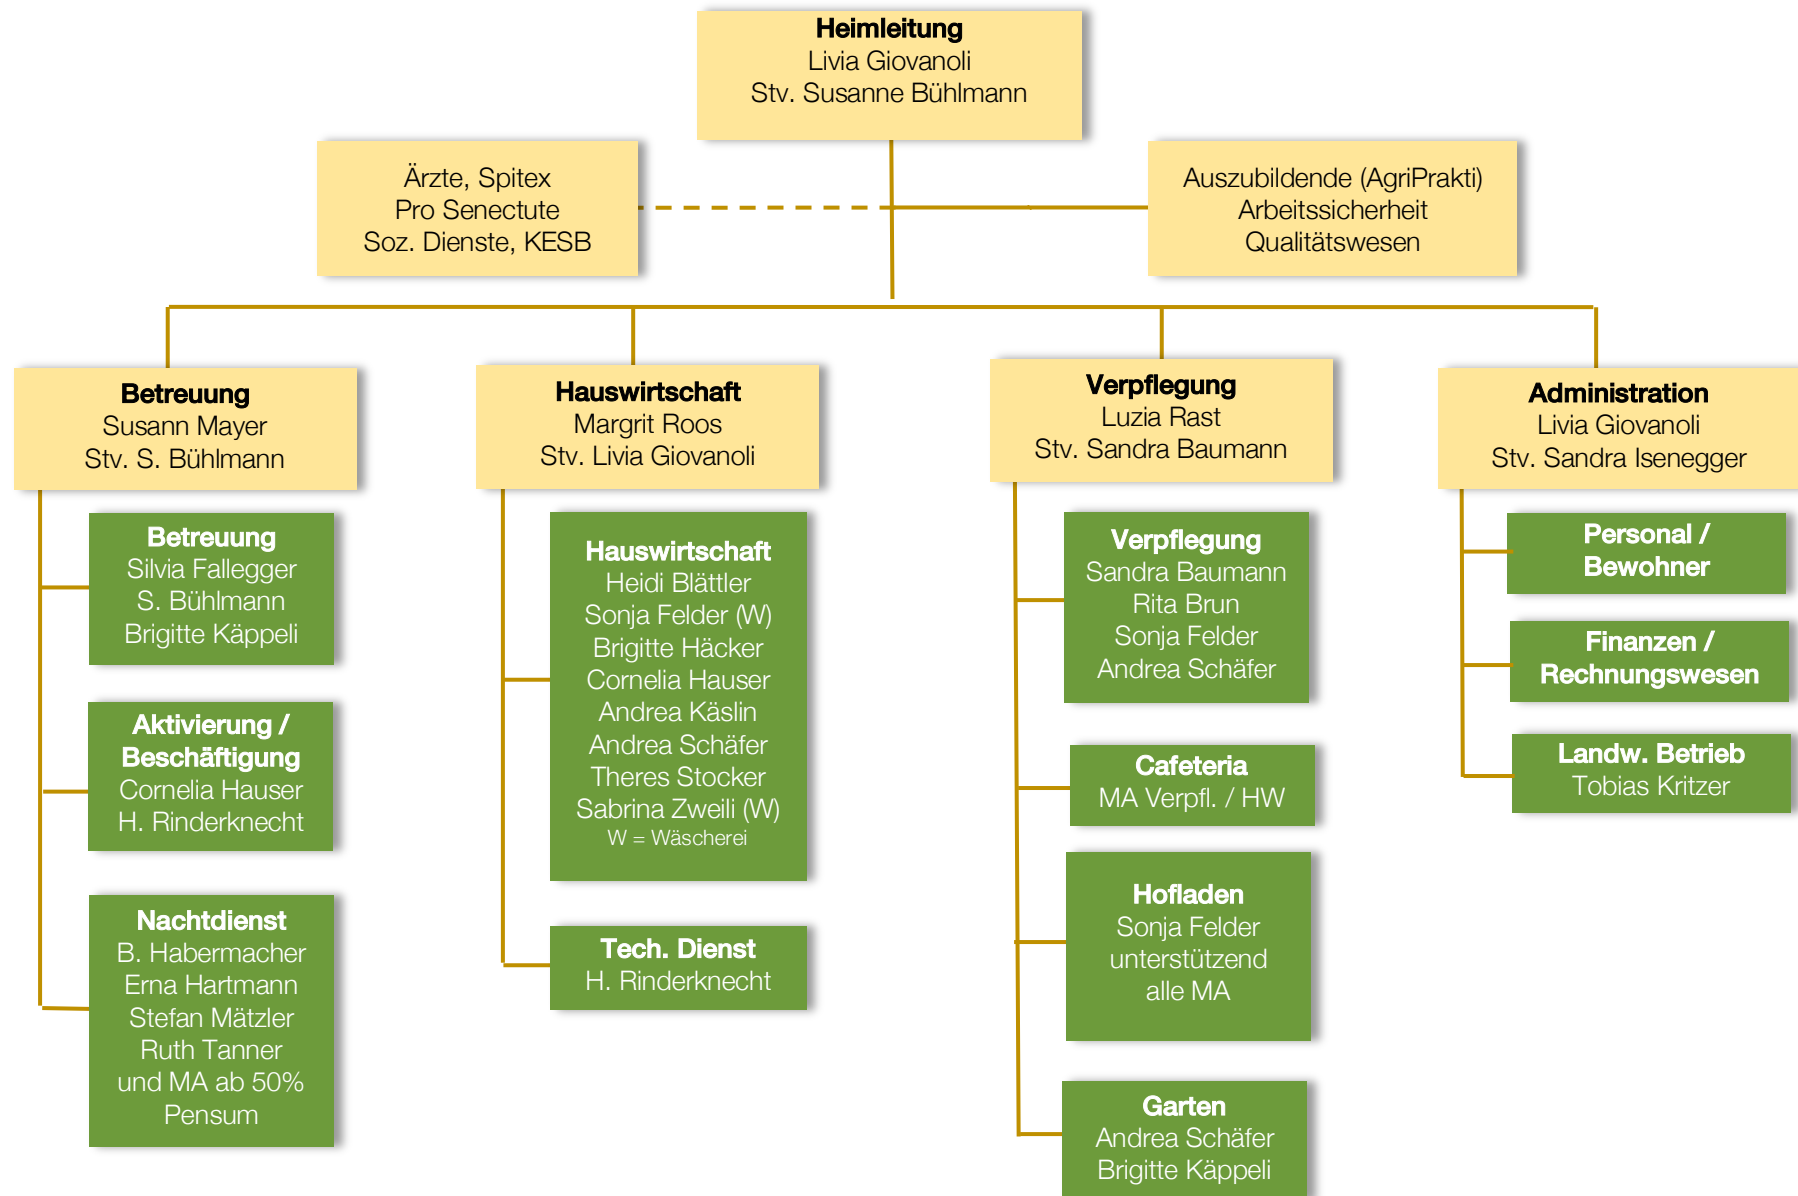 Heimleitung
Livia Giovanoli
Stv. Susanne Bühlmann
Ärzte, Spitex
Pro Senectute
Soz. Dienste, KESB
Auszubildende (AgriPrakti)
Arbeitssicherheit
Qualitätswesen
Betreuung
Susann Mayer
Stv. S. Bühlmann
Betreuung
Silvia Fallegger
S. Bühlmann
Brigitte Käppeli
Aktivierung /
Beschäftigung
Cornelia Hauser
H. Rinderknecht
Nachtdienst
B. Habermacher
Erna Hartmann
Stefan Mätzler
Ruth Tanner
und MA ab 50%
Pensum
Hauswirtschaft
Margrit Roos
Stv. Livia Giovanoli
Hauswirtschaft
Heidi Blättler
Sonja Felder (W)
Brigitte Häcker
Cornelia Hauser
Andrea Käslin
Andrea Schäfer
Theres Stocker
Sabrina Zweili (W)
W = Wäscherei
Tech. Dienst
H. Rinderknecht
Verpflegung
Luzia Rast
Stv. Sandra Baumann
Verpflegung
Sandra Baumann
Rita Brun
Sonja Felder
Andrea Schäfer
Cafeteria
MA Verpfl. / HW
Hofladen
Sonja Felder
unterstützend
alle MA
Garten
Andrea Schäfer
Brigitte Käppeli
Administration
Livia Giovanoli
Stv. Sandra Isenegger
Personal /
Bewohner
Finanzen /
Rechnungswesen
Landw. Betrieb
Tobias Kritzer